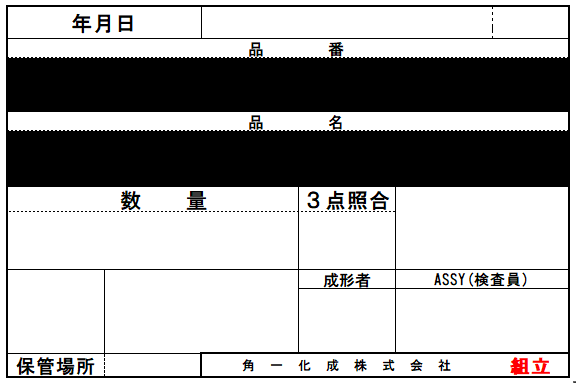 年月日
品　番
品　名
数　量　３点照合
成形者　ASSY(検査員)
保管場所　角一化成株式会社　組立